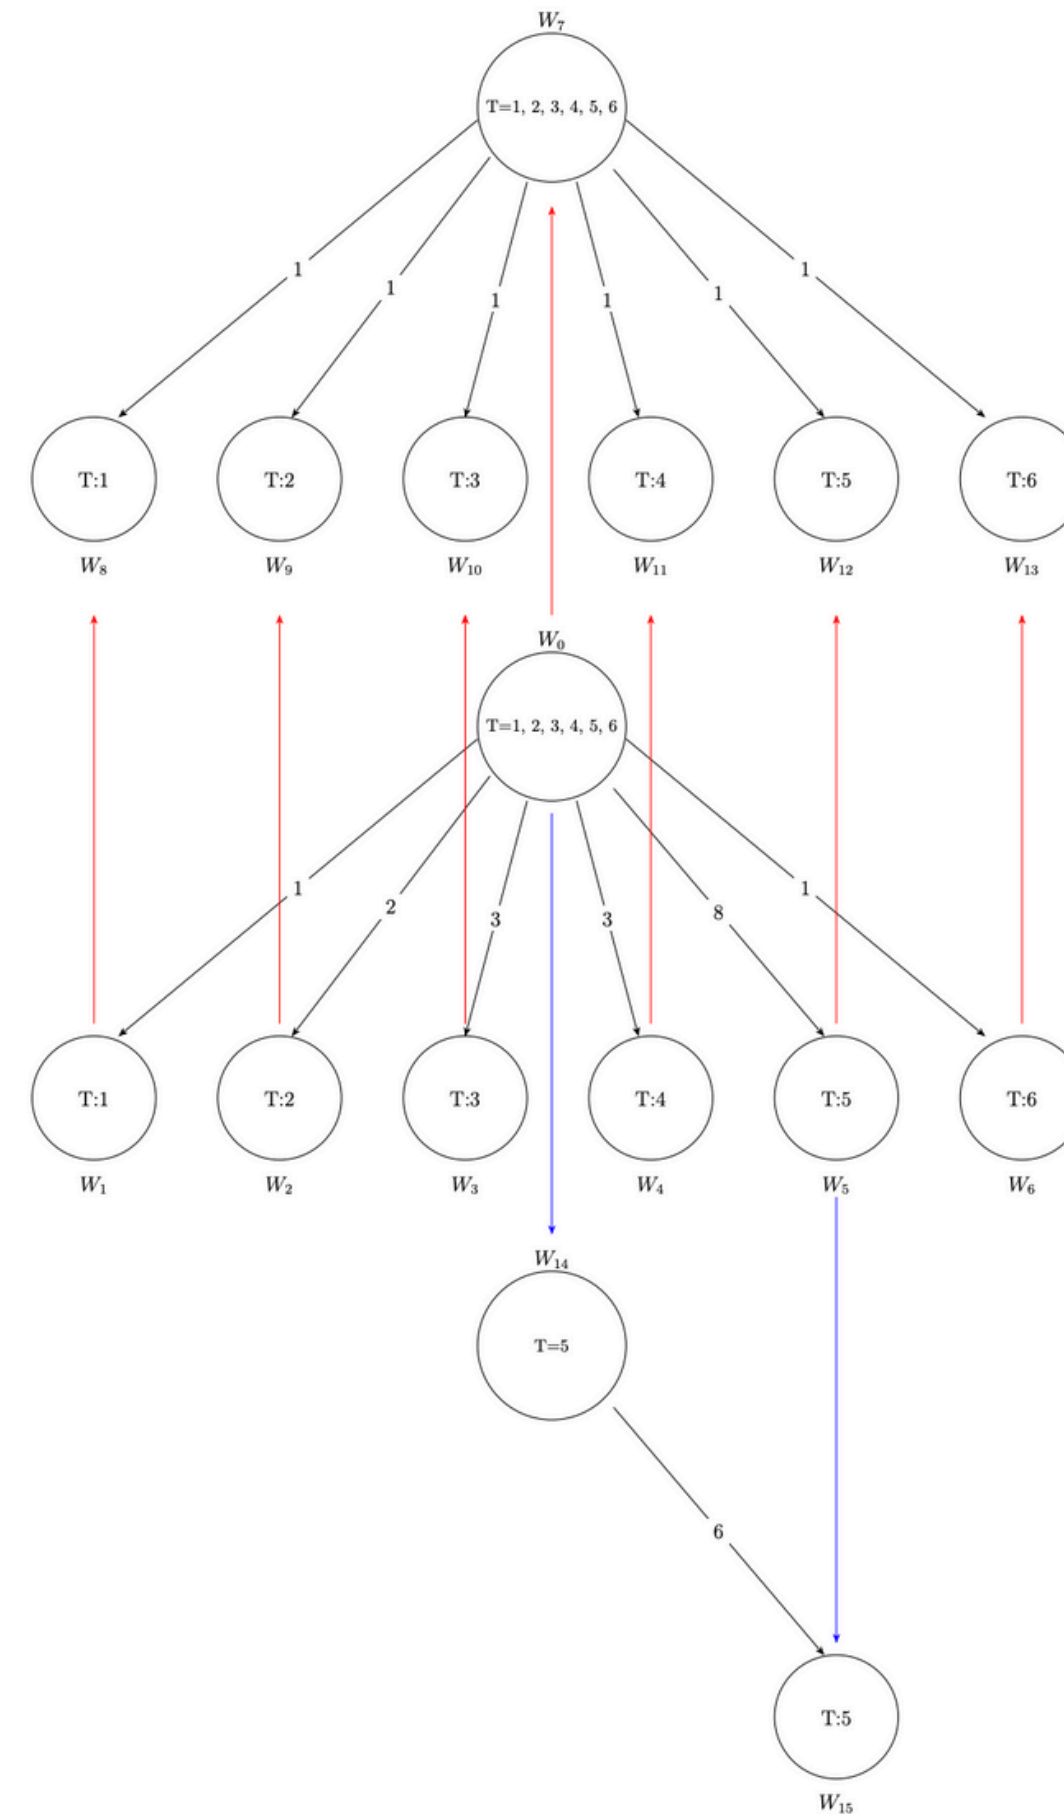 W₇
T=1, 2, 3, 4, 5, 6
1 1 1 1 1 1
T:1 T:2 T:3 T:4 T:5 T:6
W₈ W₉ W₁₀ W₁₁ W₁₂ W₁₃
W₀
T=1, 2, 3, 4, 5, 6
1 2 3 3 8 1
T:1 T:2 T:3 T:4 T:5 T:6
W₁ W₂ W₃ W₄ W₅ W₆
W₁₄
T=5
6
T:5
W₁₅